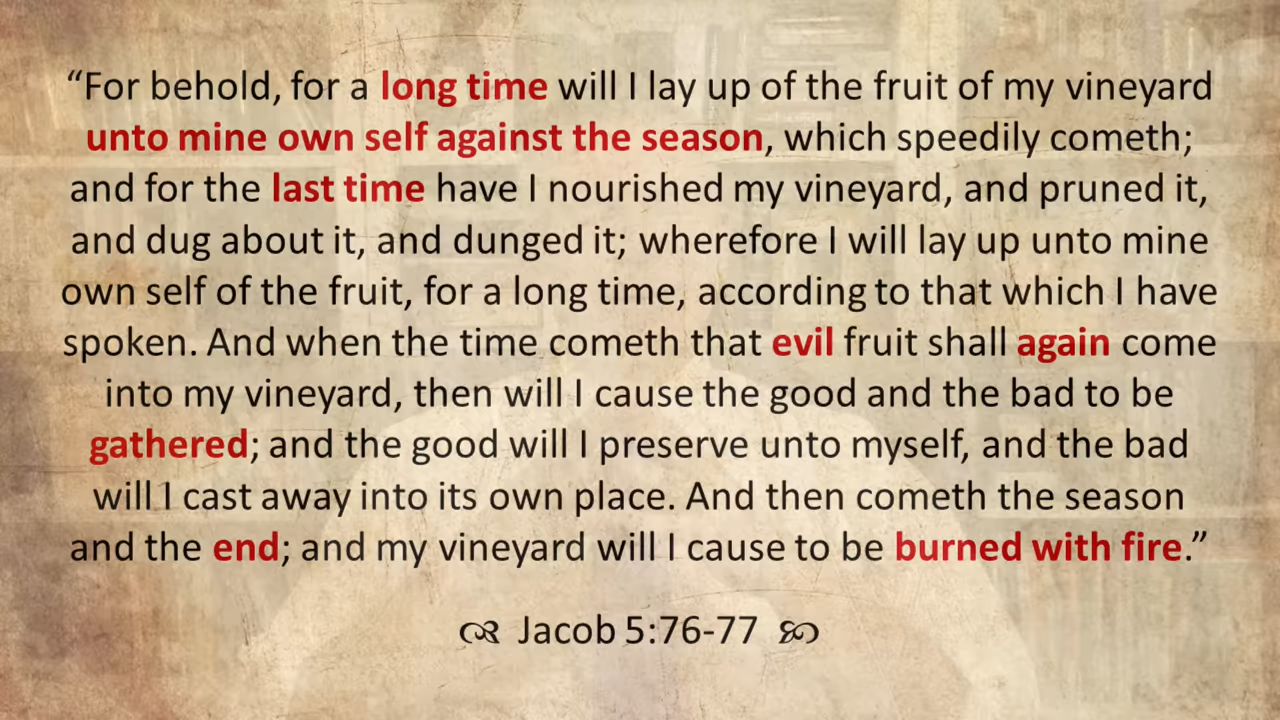 “For behold, for a long time will I lay up of the fruit of my vineyard
unto mine own self against the season, which speedily cometh;
and for the last time have I nourished my vineyard, and pruned it,
and dug about it, and dunged it; wherefore I will lay up unto mine
own self of the fruit, for a long time, according to that which I have
spoken. And when the time cometh that evil fruit shall again come
into my vineyard, then will I cause the good and the bad to be
gathered; and the good will I preserve unto myself, and the bad
will I cast away into its own place. And then cometh the season
and the end; and my vineyard will I cause to be burned with fire.”
Jacob 5:76-77